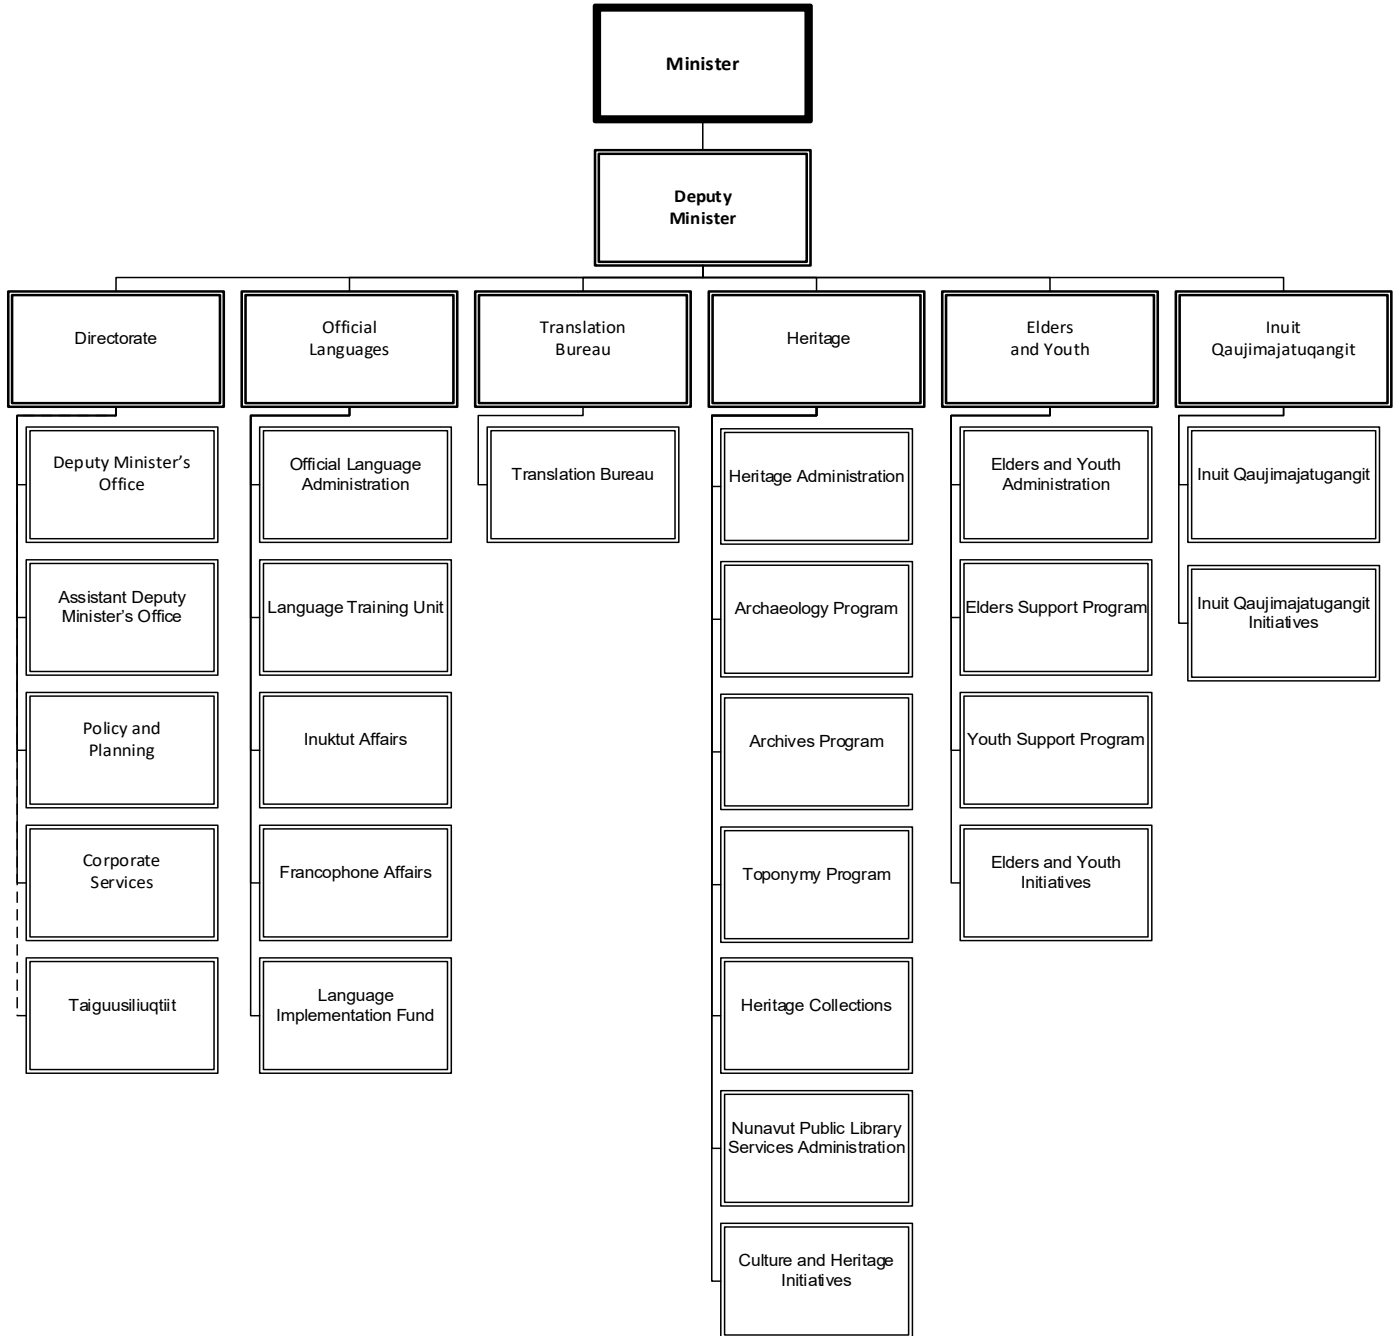 Minister
Deputy
Minister
Directorate
Official
Languages
Translation
Bureau
Heritage
Elders
and Youth
Inuit
Qaujimajatuqangit
Deputy Minister’s
Office
Assistant Deputy
Minister’s Office
Policy and
Planning
Corporate
Services
Taiguusiliuqtiit
Official Language
Administration
Language Training Unit
Inuktut Affairs
Francophone Affairs
Language
Implementation Fund
Translation Bureau
Heritage Administration
Archaeology Program
Archives Program
Toponymy Program
Heritage Collections
Nunavut Public Library
Services Administration
Culture and Heritage
Initiatives
Elders and Youth
Administration
Elders Support Program
Youth Support Program
Elders and Youth
Initiatives
Inuit Qaujimajatugangit
Inuit Qaujimajatugangit
Initiatives